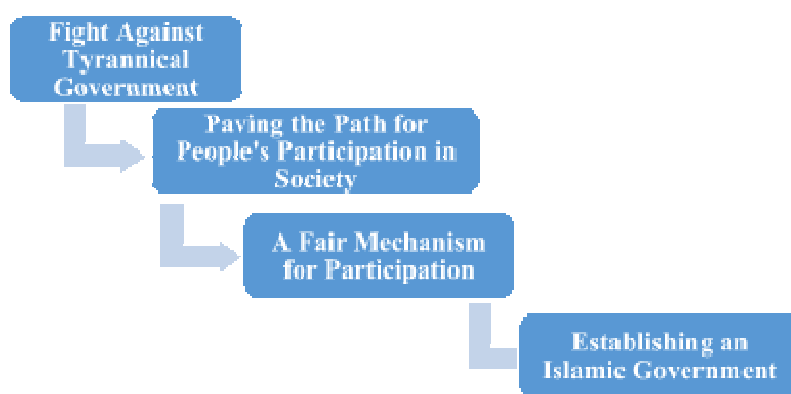 Fight Against
Tyrannical
Government
Paving the Path for
People's Participation in
Society
A Fair Mechanism
for Participation
Establishing an
Islamic Government